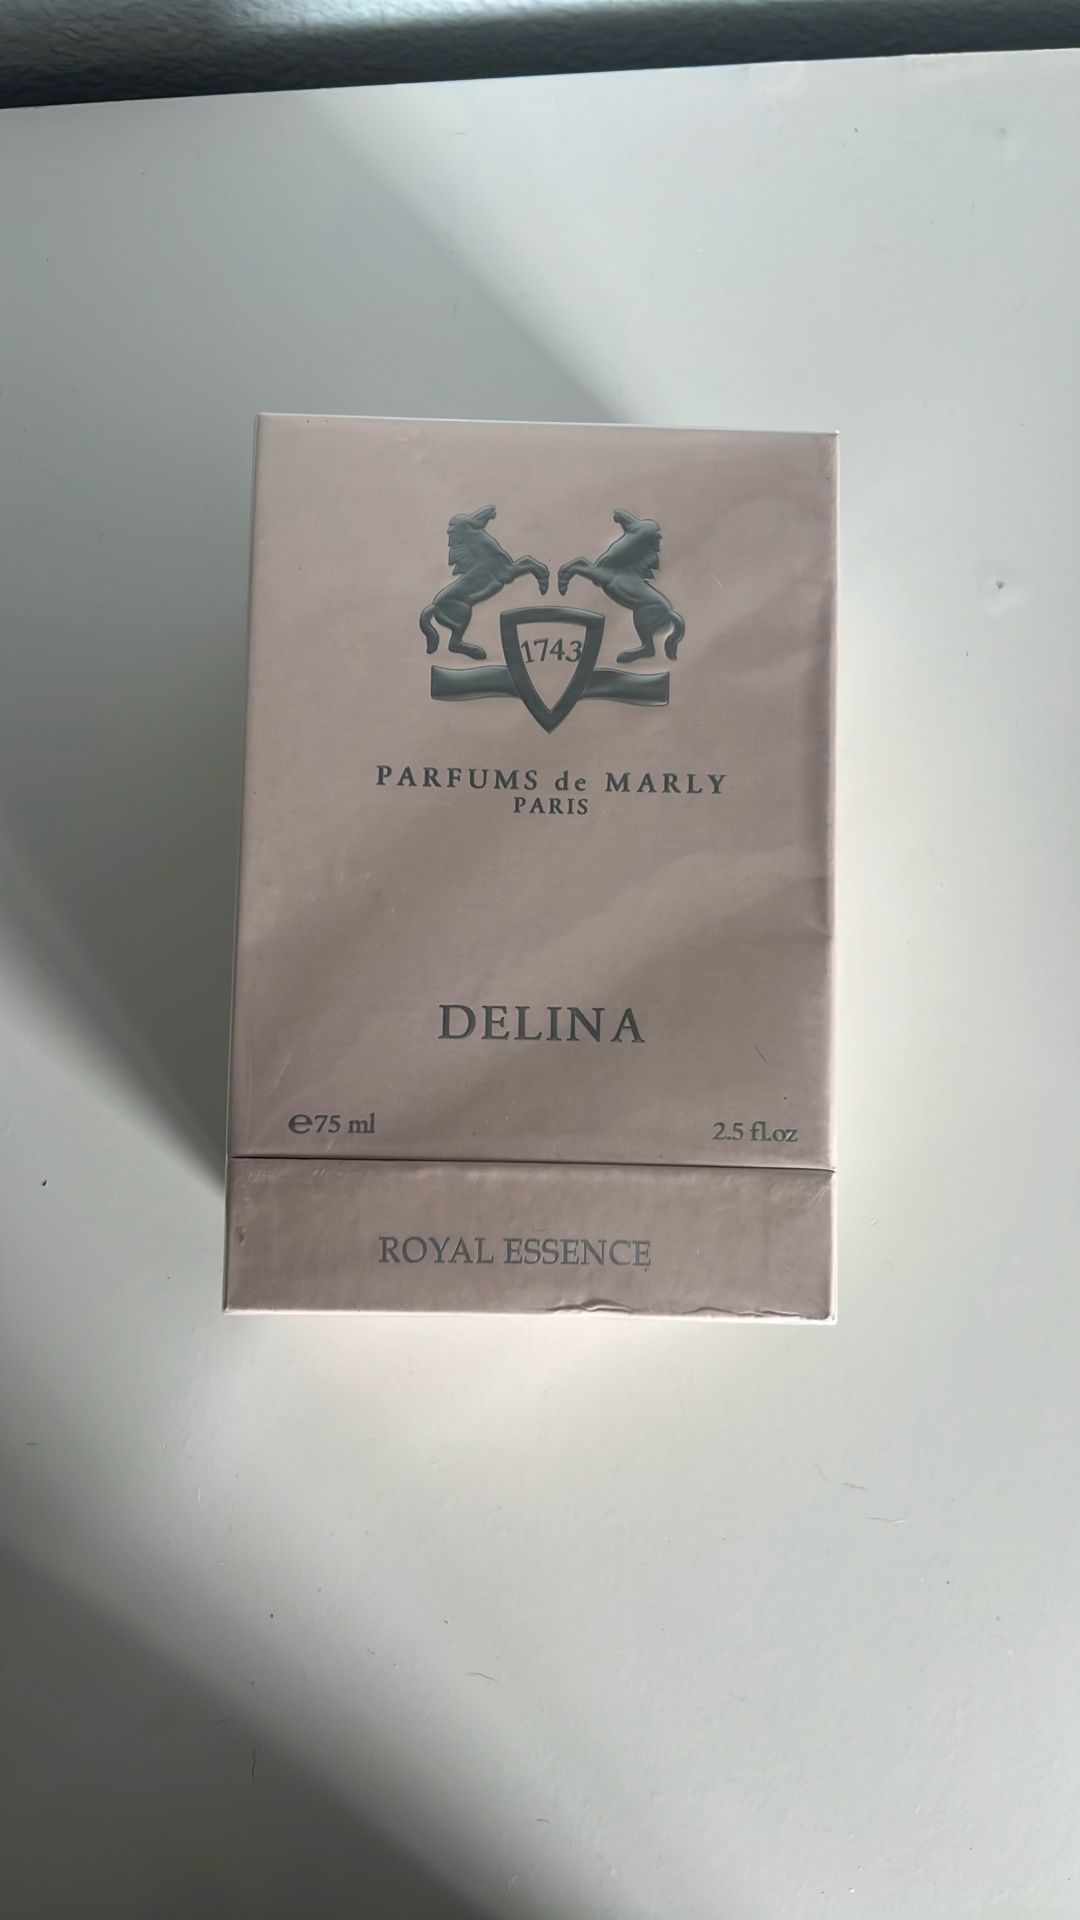 1743
PARFUMS de MARLY
PARIS
DELINA
℮75 ml 2.5 fl.oz
ROYAL ESSENCE